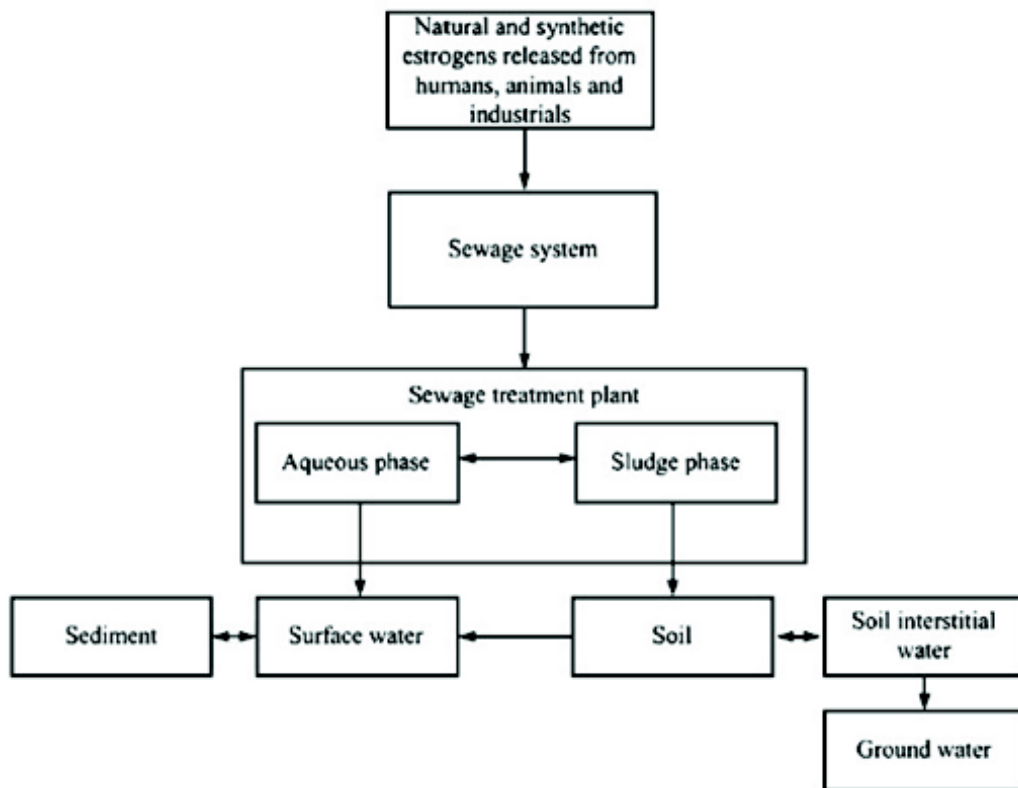 Natural and synthetic
estrogens released from
humans, animals and
industrials
Sewage system
Sewage treatment plant
Aqueous phase
Sludge phase
Sediment
Surface water
Soil
Soil interstitial
water
Ground water